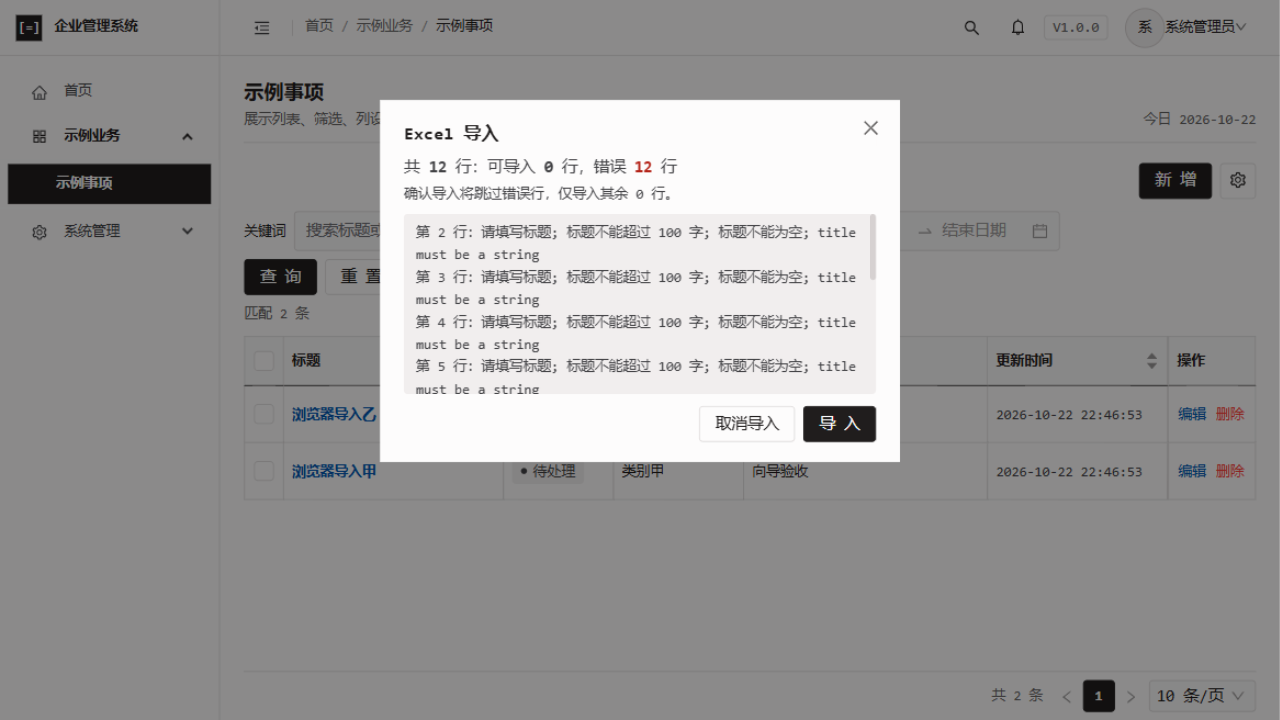 [=] 企业管理系统
首页 / 示例业务 / 示例事项
V1.0.0
系 系统管理员
首页
示例业务
示例事项
系统管理
示例事项
展示列表、筛选、列设
今日 2026-10-22
新 增
关键词 搜索标题或
→ 结束日期
查 询
重 置
匹配 2 条
标题
更新时间
操作
浏览器导入乙
2026-10-22 22:46:53
编辑 删除
浏览器导入甲
待处理
类别甲
向导验收
2026-10-22 22:46:53
编辑 删除
共 2 条
1
10 条/页
Excel 导入
共 12 行: 可导入 0 行, 错误 12 行
确认导入将跳过错误行, 仅导入其余 0 行。
第 2 行: 请填写标题; 标题不能超过 100 字; 标题不能为空; title
must be a string
第 3 行: 请填写标题; 标题不能超过 100 字; 标题不能为空; title
must be a string
第 4 行: 请填写标题; 标题不能超过 100 字; 标题不能为空; title
must be a string
第 5 行: 请填写标题; 标题不能超过 100 字; 标题不能为空; title
must be a string
取消导入
导 入